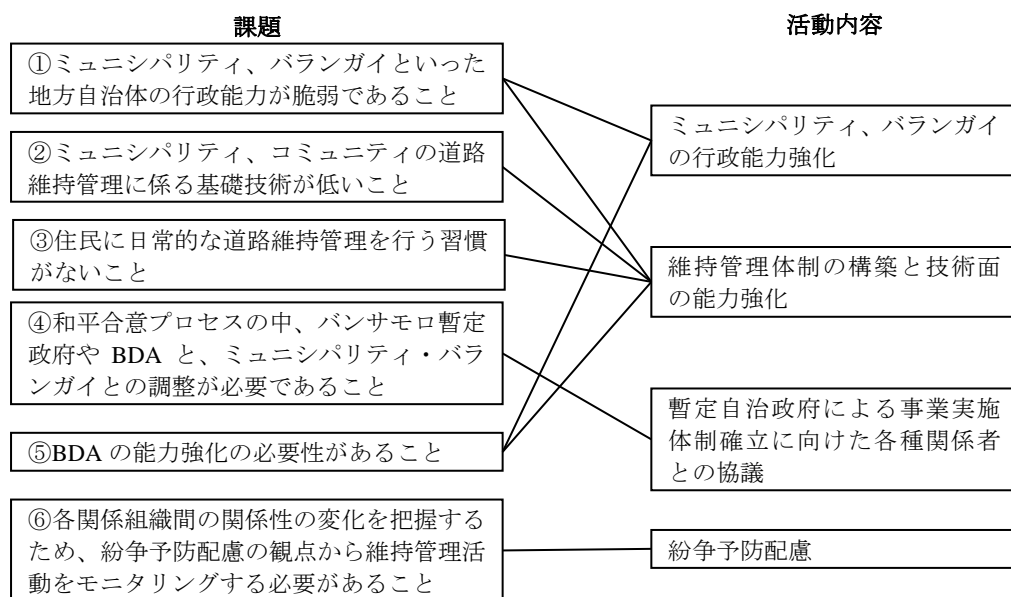 課題
①ミュニシパリティ、バランガイといった
地方自治体の行政能力が脆弱であること
②ミュニシパリティ、コミュニティの道路
維持管理に係る基礎技術が低いこと
③住民に日常的な道路維持管理を行う習慣
がないこと
④和平合意プロセスの中、バンサモロ暫定
政府や BDA と、ミュニシパリティ・バラ
ンガイとの調整が必要であること
⑤BDA の能力強化の必要性があること
⑥各関係組織間の関係性の変化を把握する
ため、紛争予防配慮の観点から維持管理活
動をモニタリングする必要があること
活動内容
ミュニシパリティ、バランガイ
の行政能力強化
維持管理体制の構築と技術面
の能力強化
暫定自治政府による事業実施
体制確立に向けた各種関係者
との協議
紛争予防配慮